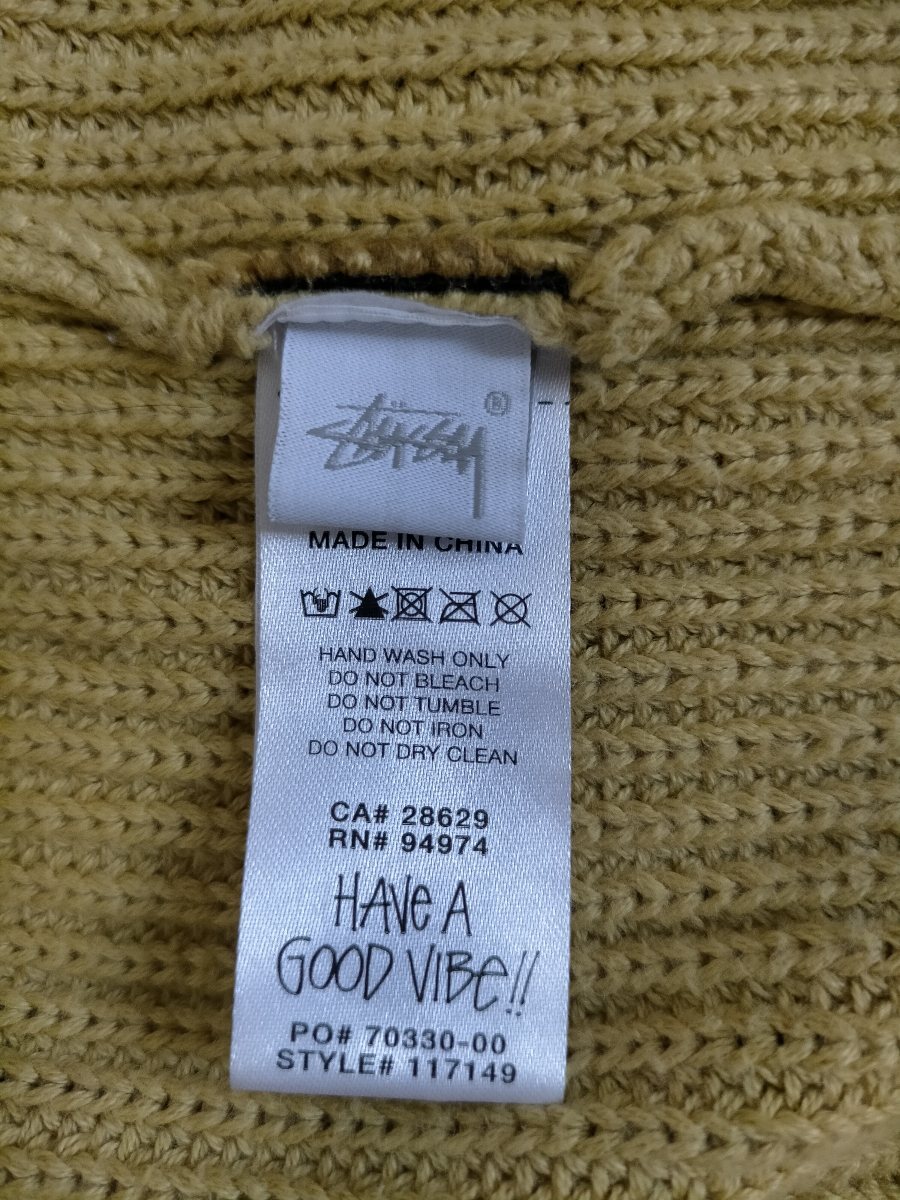 STÜSSY ®
MADE IN CHINA
HAND WASH ONLY
DO NOT BLEACH
DO NOT TUMBLE
DO NOT IRON
DO NOT DRY CLEAN
CA# 28629
RN# 94974
HAVE A
GOOD VIBE!!
PO# 70330-00
STYLE# 117149